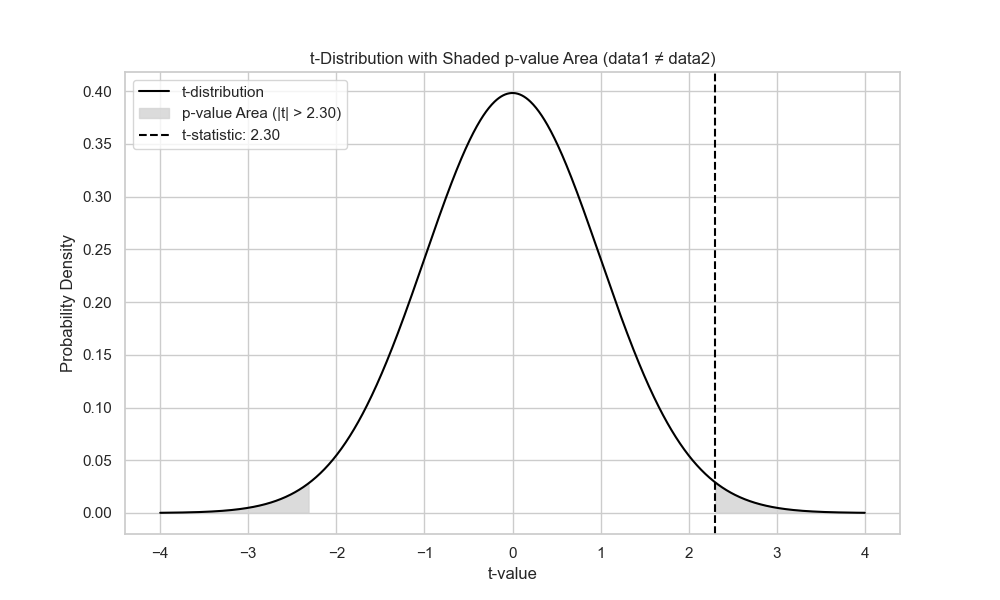 t-Distribution with Shaded p-value Area (data1 ≠ data2)
t-distribution
p-value Area (|t| > 2.30)
t-statistic: 2.30
0.40
0.35
0.30
0.25
0.20
0.15
0.10
0.05
0.00
Probability Density
−4 −3 −2 −1 0 1 2 3 4
t-value